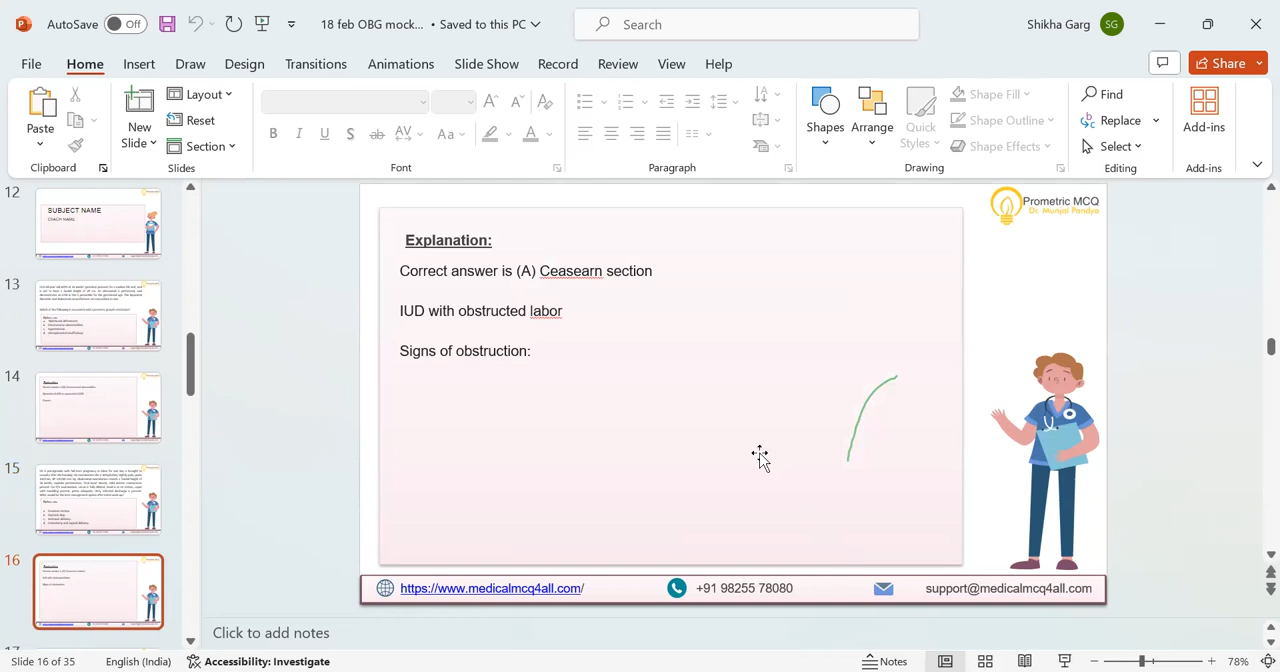 AutoSave Off 18 feb OBG mock... • Saved to this PC Search Shikha Garg SG
File Home Insert Draw Design Transitions Animations Slide Show Record Review View Help Share
Paste New Slide Layout Reset Section
B I U S ab AV Aa A
Shapes Arrange Quick Styles Shape Fill Shape Outline Shape Effects
Find Replace Select Add-ins
Clipboard Slides Font Paragraph Drawing Editing Add-ins
12
SUBJECT NAME
COACH NAME
13
14
15
16
Prometric MCQ
Dr. Munjal Pandya
Explanation:
Correct answer is (A) Ceasearn section
IUD with obstructed labor
Signs of obstruction:
https://www.medicalmcq4all.com/ +91 98255 78080 support@medicalmcq4all.com
Click to add notes
Slide 16 of 35 English (India) Accessibility: Investigate Notes 78%